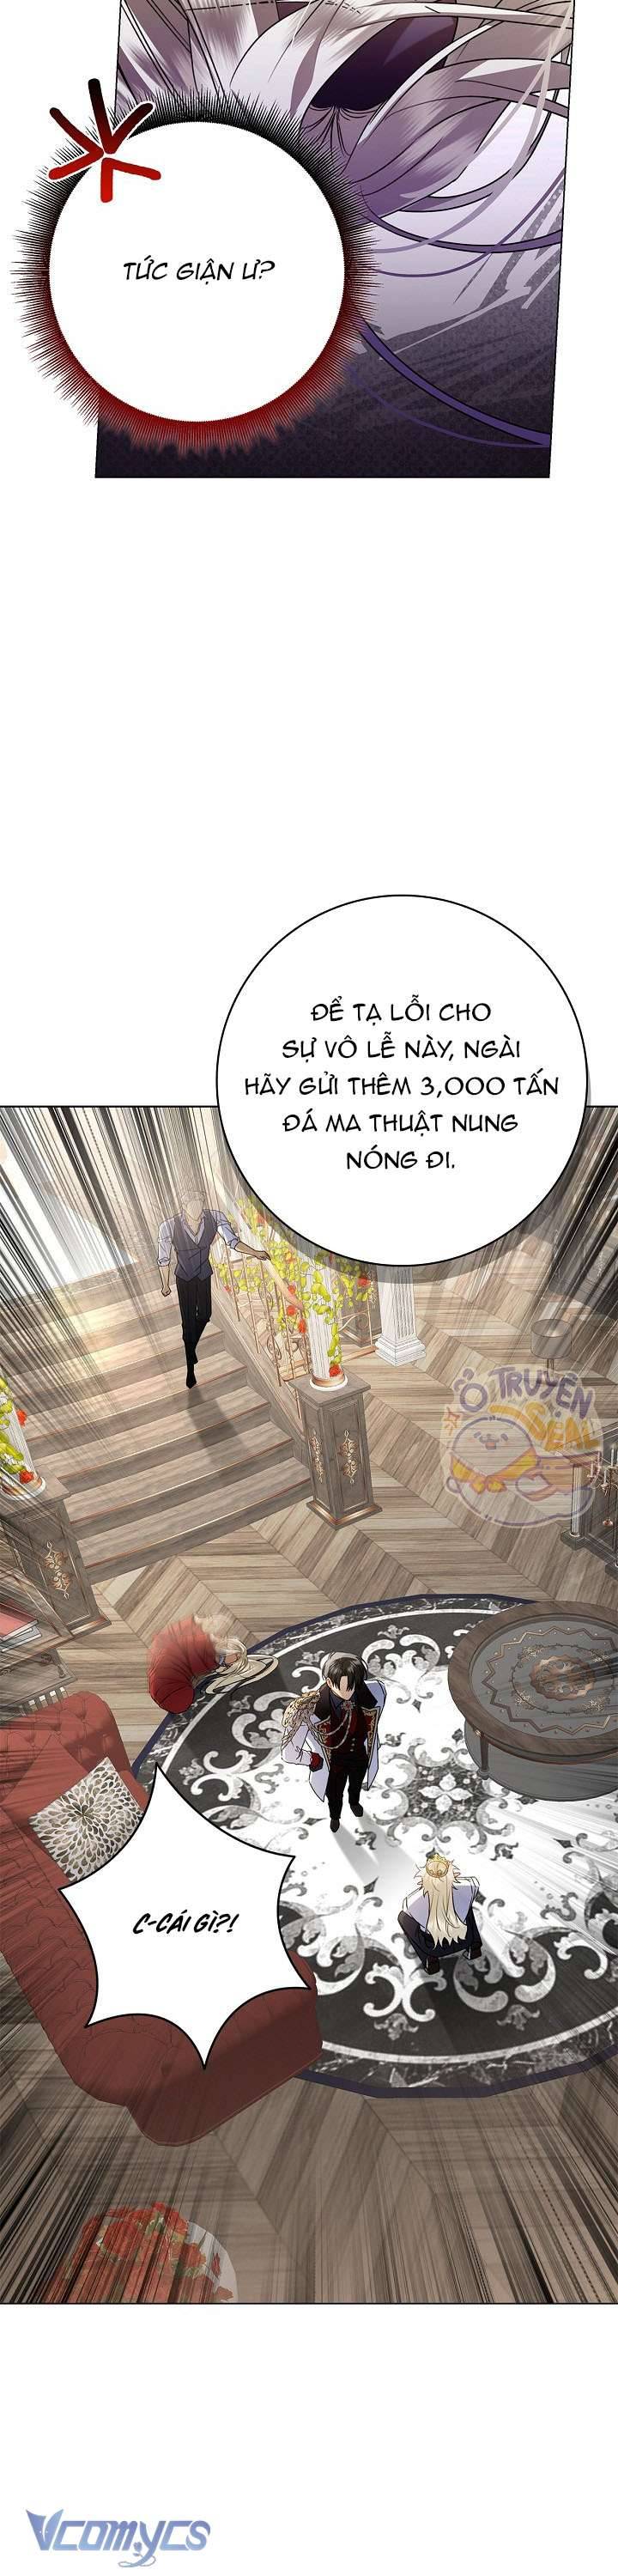 TỨC GIẬN Ư?
ĐỂ TẠ LỖI CHO
SỰ VÔ LỄ NÀY, NGÀI
HÃY GỬI THÊM 3,000 TẤN
ĐÁ MA THUẬT NUNG
NÓNG ĐI.
Ổ TRUYỆN
C-CÁI GÌ?!
VCOMYCS